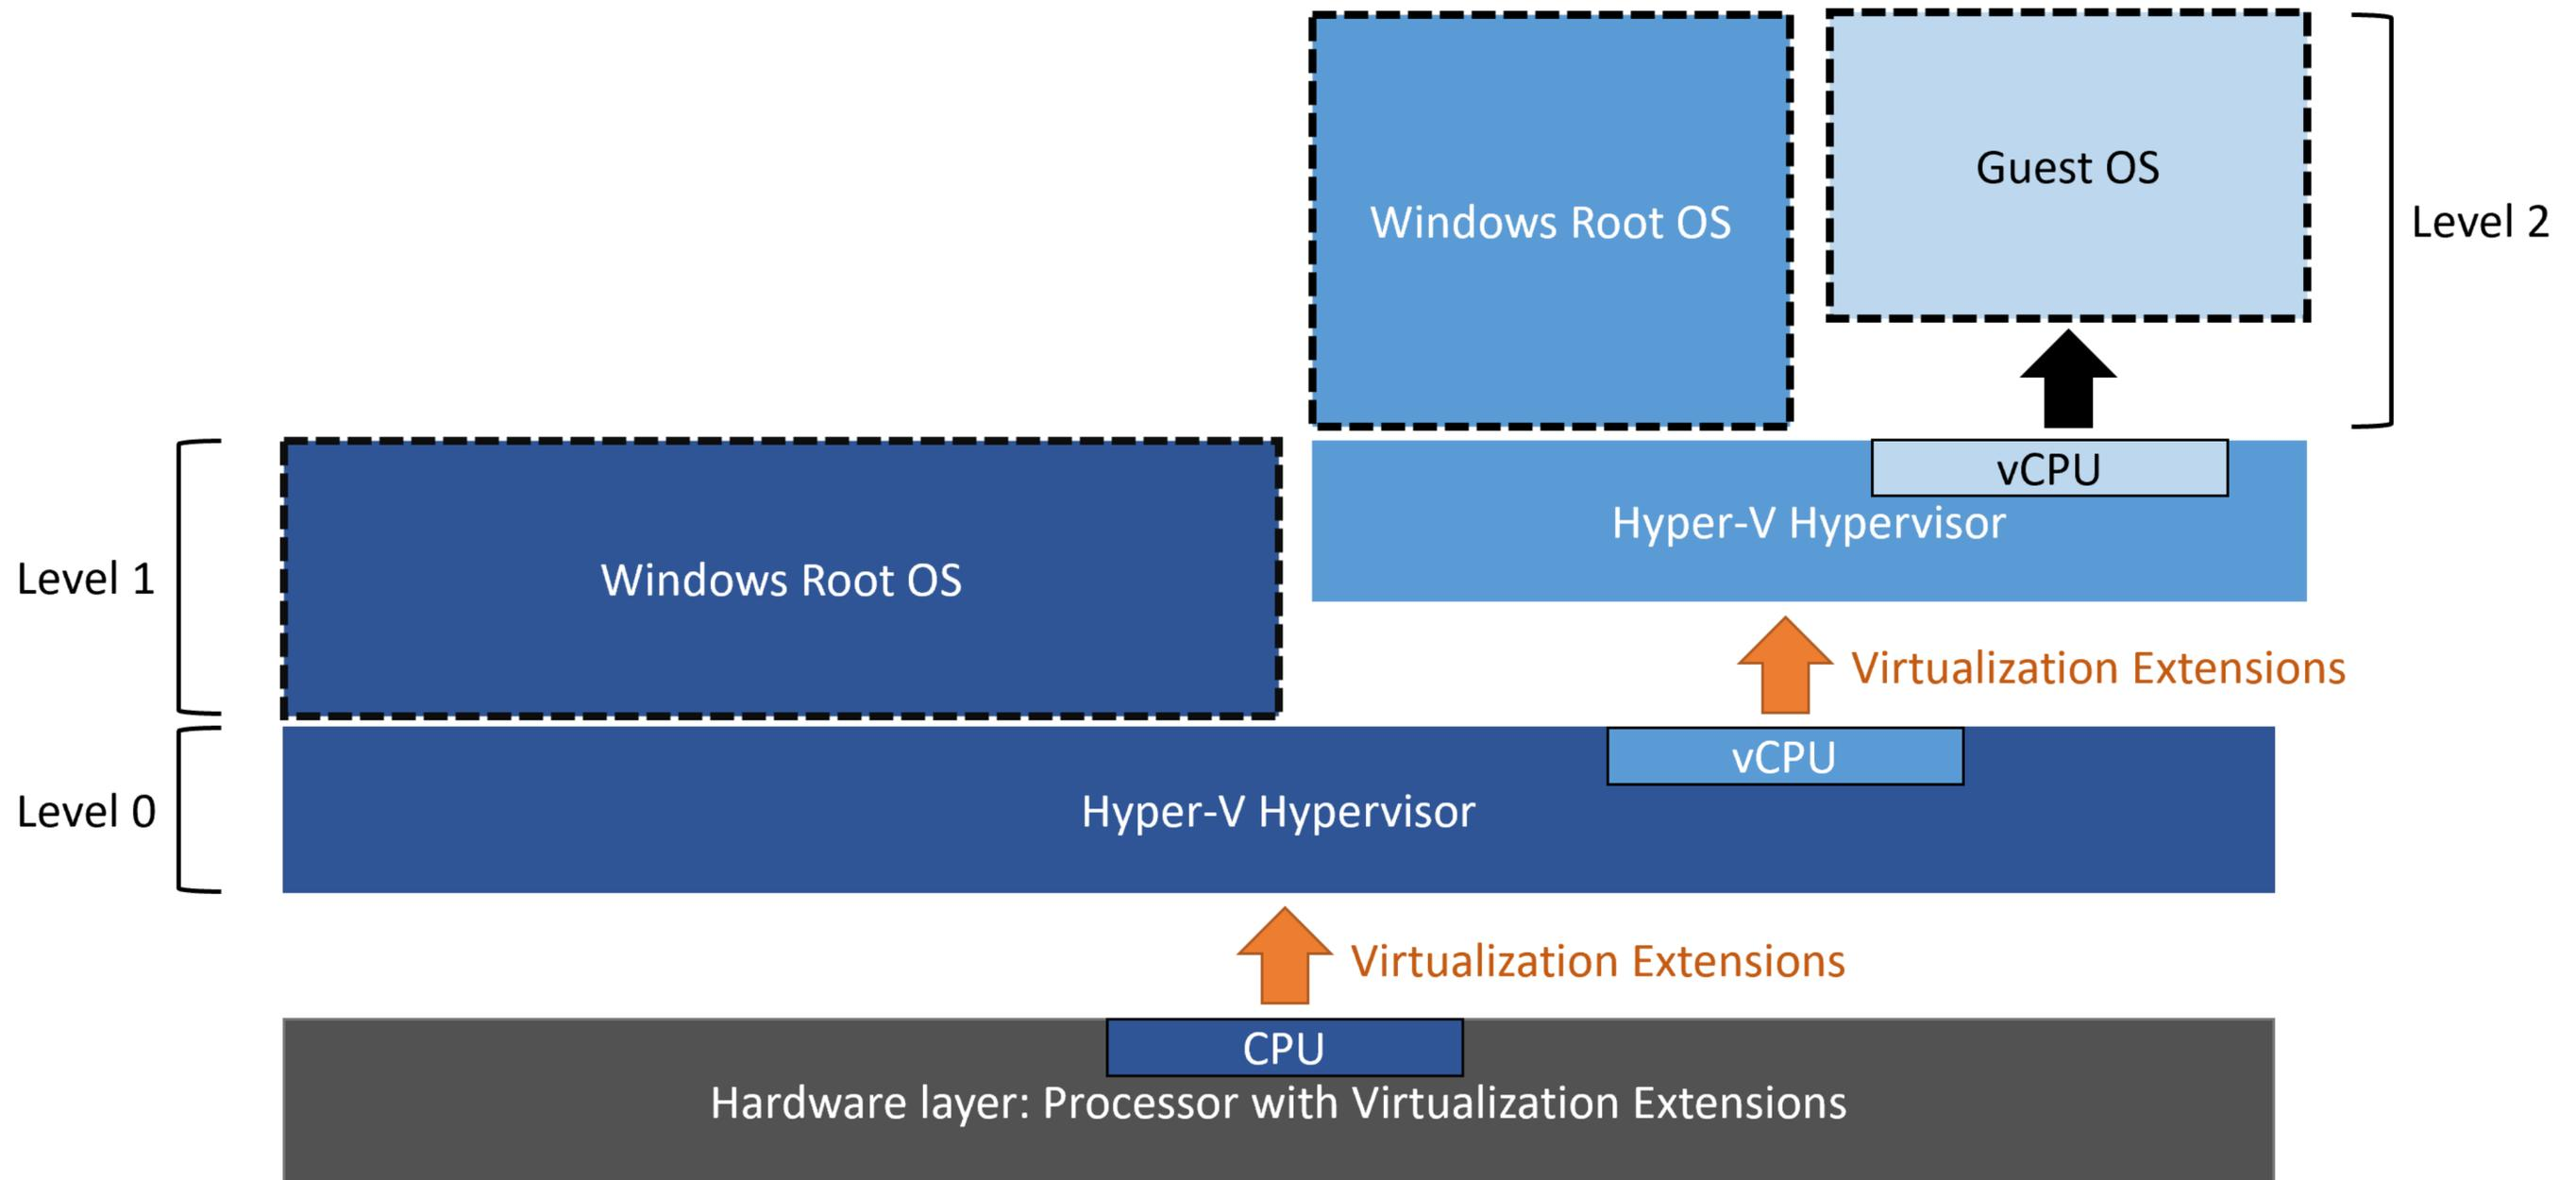 Windows Root OS
Guest OS
Level 2
vCPU
Hyper-V Hypervisor
Level 1
Windows Root OS
Virtualization Extensions
vCPU
Level 0
Hyper-V Hypervisor
Virtualization Extensions
CPU
Hardware layer: Processor with Virtualization Extensions